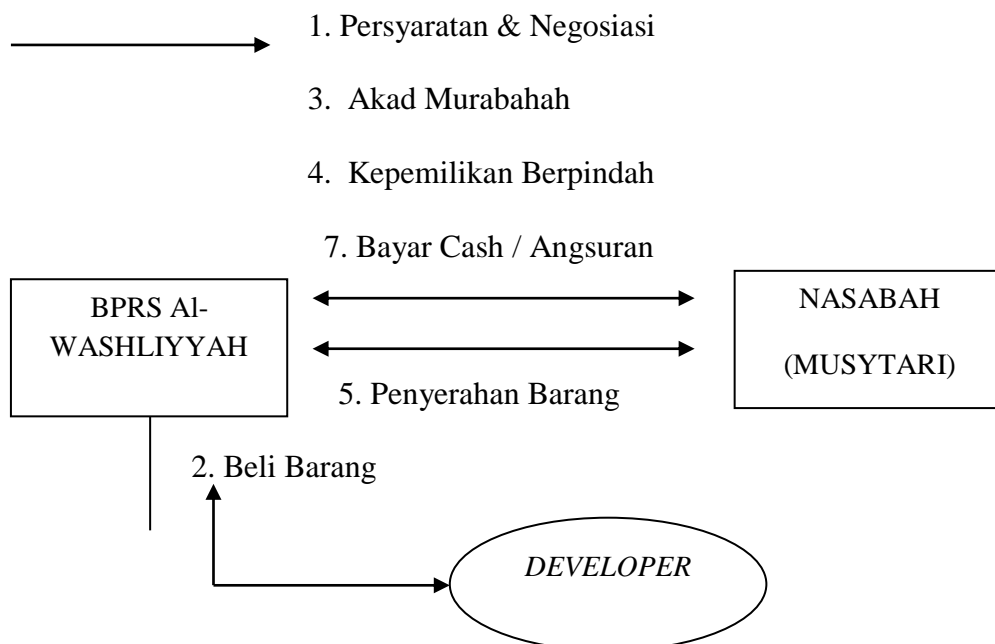 1. Persyaratan & Negosiasi
3. Akad Murabahah
4. Kepemilikan Berpindah
7. Bayar Cash / Angsuran
BPRS Al-
WASHLIYYAH
NASABAH
(MUSYTARI)
5. Penyerahan Barang
2. Beli Barang
DEVELOPER